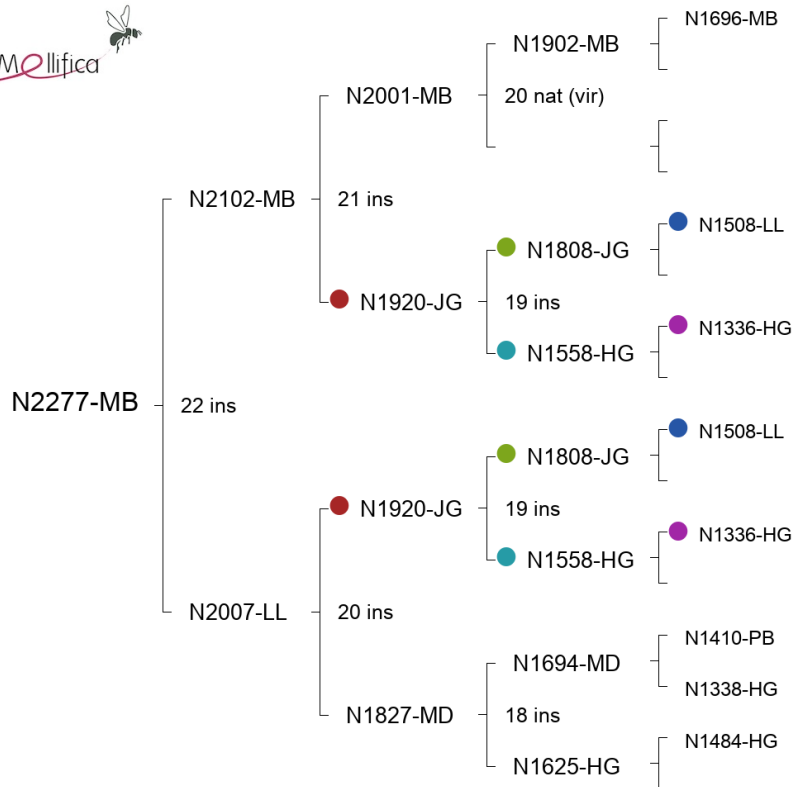 Mellifica
N1696-MB
N1902-MB
N2001-MB
20 nat (vir)
N2102-MB
21 ins
N1508-LL
N1808-JG
N1920-JG
19 ins
N1336-HG
N1558-HG
N2277-MB
22 ins
N1508-LL
N1808-JG
N1920-JG
19 ins
N1336-HG
N1558-HG
N2007-LL
20 ins
N1410-PB
N1694-MD
N1338-HG
N1827-MD
18 ins
N1484-HG
N1625-HG